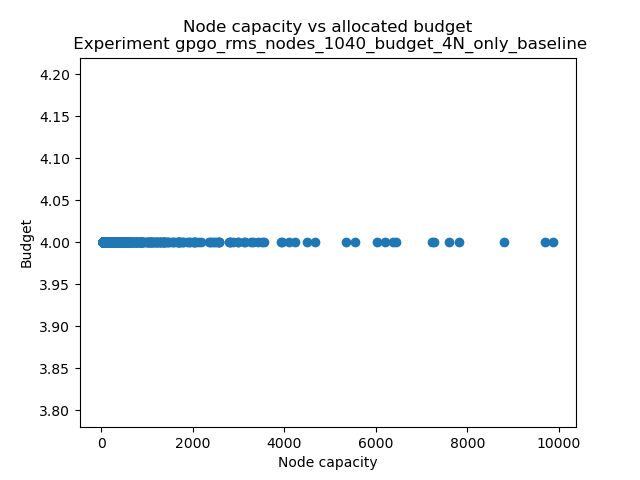 Node capacity vs allocated budget
Experiment gpgo_rms_nodes_1040_budget_4N_only_baseline
4.20
4.15
4.10
4.05
4.00
3.95
3.90
3.85
3.80
Budget
0 2000 4000 6000 8000 10000
Node capacity